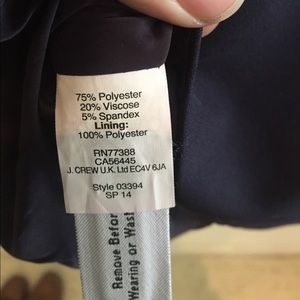 75% Polyester
20% Viscose
5% Spandex
Lining:
100% Polyester
RN77388
CA56445
J. CREW U.K. Ltd EC4V 6JA
Style 03394
SP 14
Remove Before
Wearing or Wash